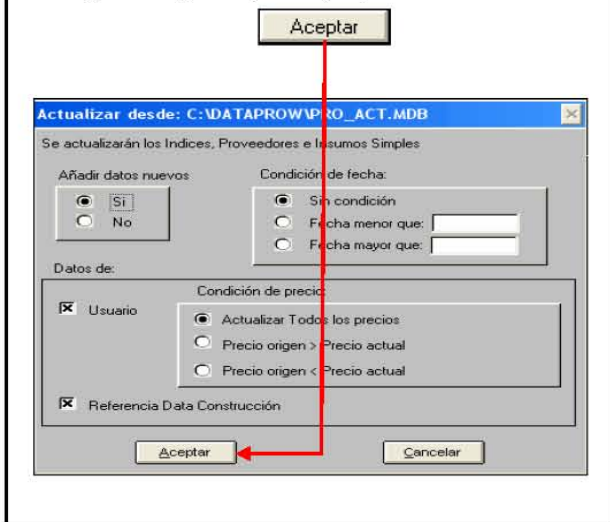 Aceptar
Actualizar desde: C:\DATAPROW\PRO_ACT.MDB
Se actualizarán los Indices, Proveedores e Insumos Simples
Añadir datos nuevos
Condición de fecha:
Si
No
Sin condición
Fecha menor que:
Fecha mayor que:
Datos de:
Condición de precio:
Usuario
Actualizar Todos los precios
Precio origen > Precio actual
Precio origen < Precio actual
Referencia Data Construcción
Aceptar
Cancelar